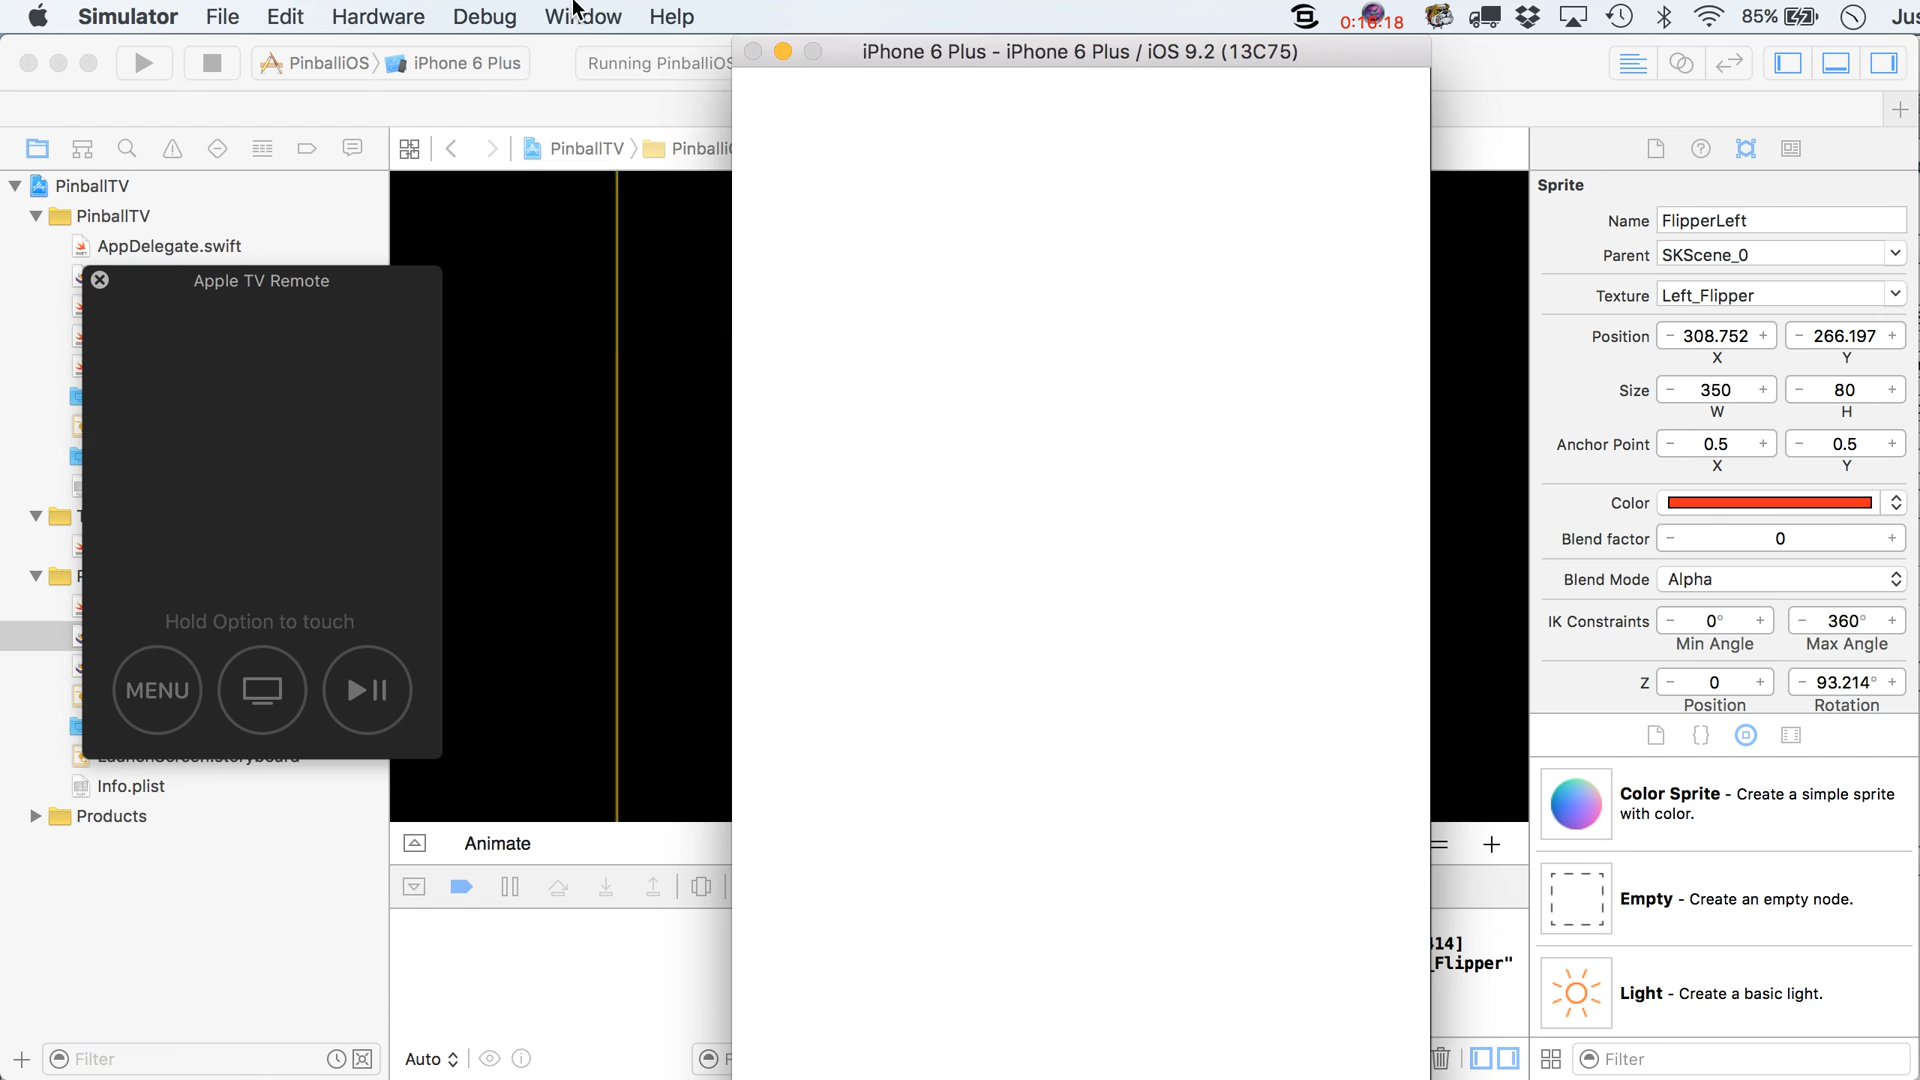 Simulator File Edit Hardware Debug Window Help 0:16:18 85% Jus
PinballiOS iPhone 6 Plus Running PinballiOS
iPhone 6 Plus - iPhone 6 Plus / iOS 9.2 (13C75)
PinballTV
PinballTV
PinballTV
AppDelegate.swift
Apple TV Remote
Hold Option to touch
MENU
Info.plist
Products
Filter
Animate
Auto
14]
_Flipper"
Sprite
Name FlipperLeft
Parent SKScene_0
Texture Left_Flipper
Position 308.752 266.197
X Y
Size 350 80
W H
Anchor Point 0.5 0.5
X Y
Color
Blend factor 0
Blend Mode Alpha
IK Constraints 0° 360°
Min Angle Max Angle
Z 0 93.214°
Position Rotation
Color Sprite - Create a simple sprite
with color.
Empty - Create an empty node.
Light - Create a basic light.
Filter